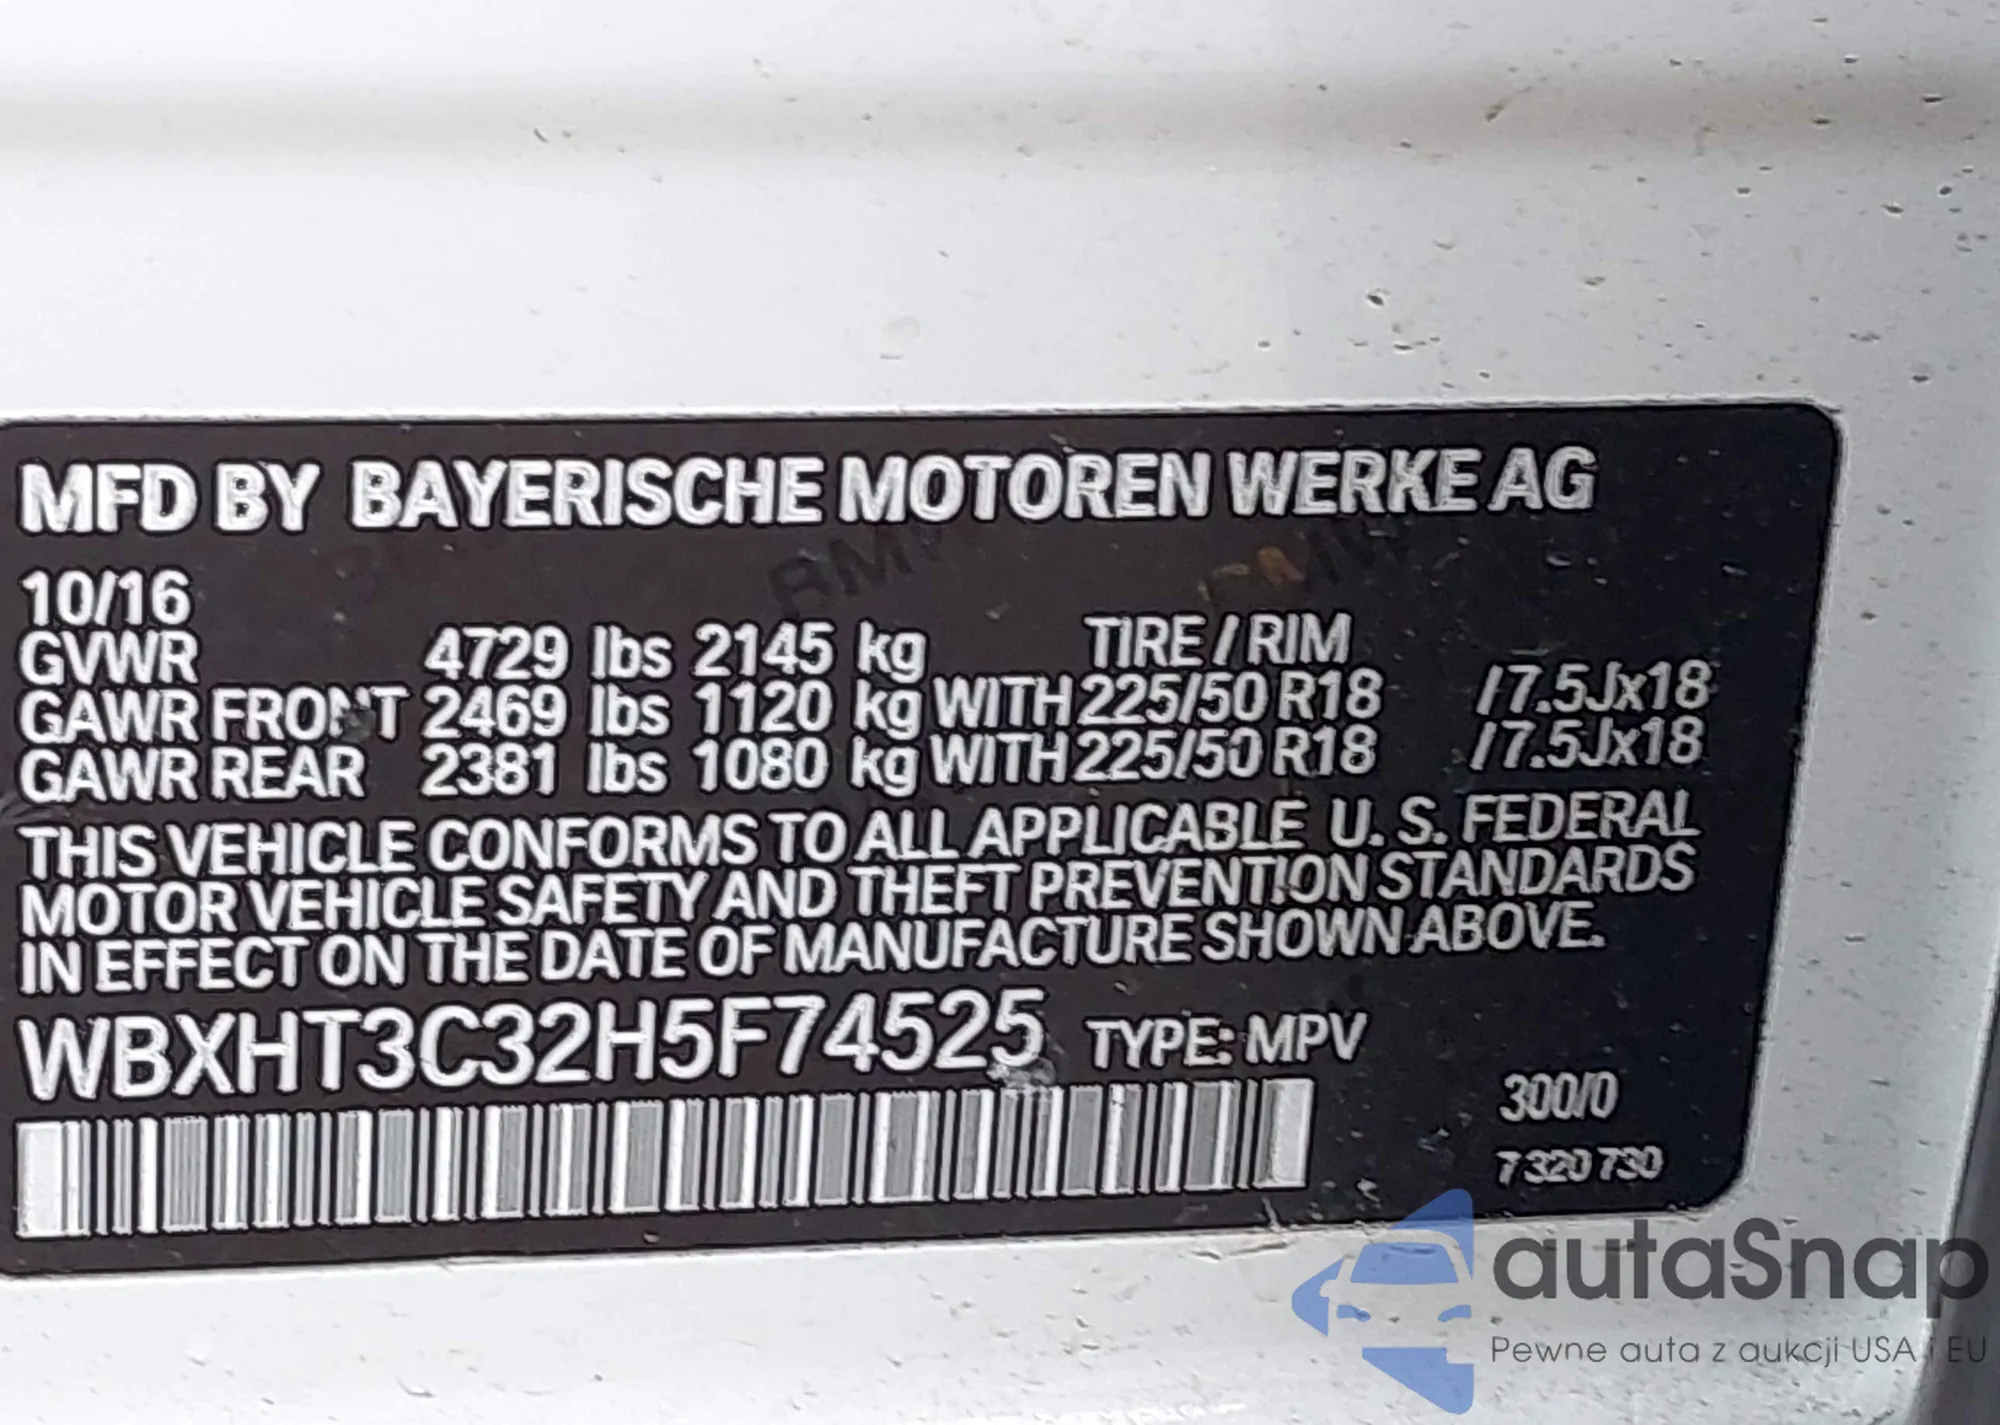 MFD BY BAYERISCHE MOTOREN WERKE AG
10/16
GVWR 4729 lbs 2145 kg TIRE / RIM
GAWR FRONT 2469 lbs 1120 kg WITH 225/50 R18 /7.5Jx18
GAWR REAR 2381 lbs 1080 kg WITH 225/50 R18 /7.5Jx18
THIS VEHICLE CONFORMS TO ALL APPLICABLE U. S. FEDERAL
MOTOR VEHICLE SAFETY AND THEFT PREVENTION STANDARDS
IN EFFECT ON THE DATE OF MANUFACTURE SHOWN ABOVE.
WBXHT3C32H5F74525 TYPE: MPV
300/0
7 320 730
autaSnap
Pewne auta z aukcji USA i EU